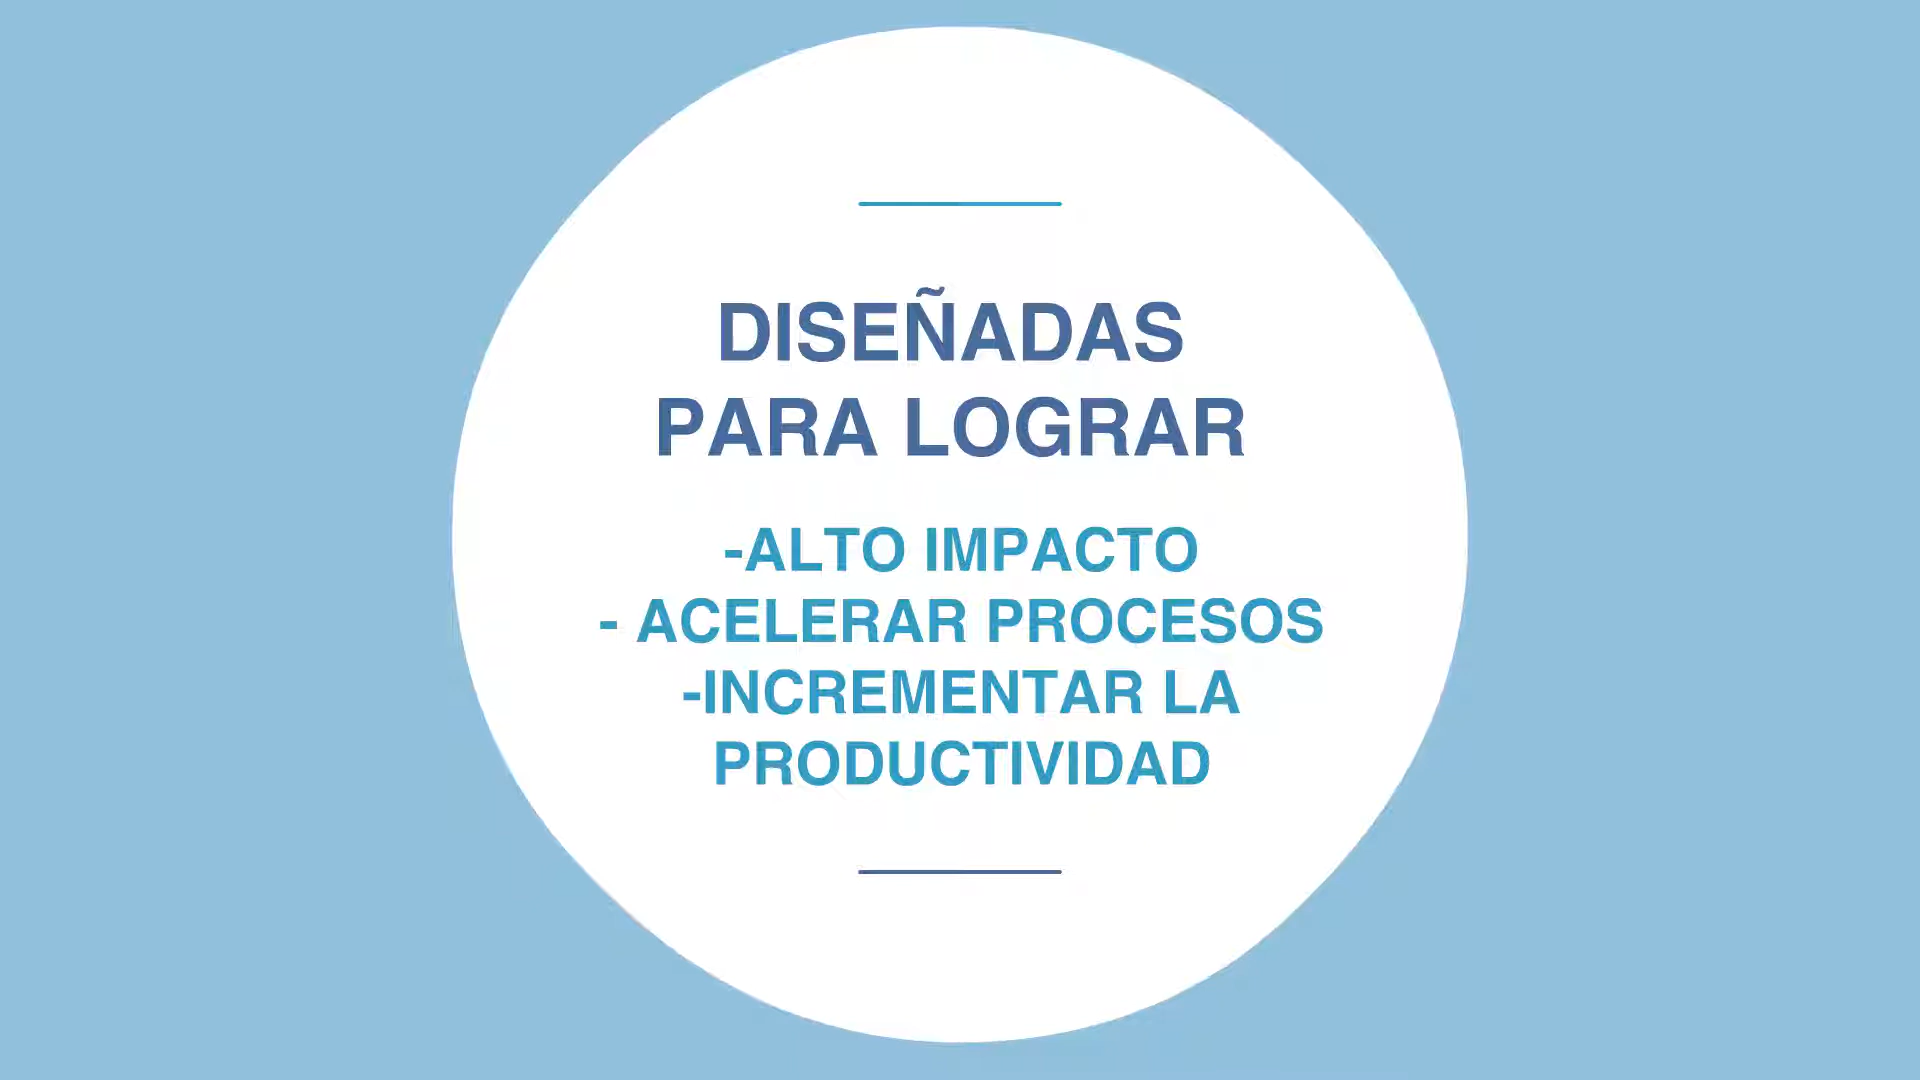 DISEÑADAS
PARA LOGRAR
-ALTO IMPACTO
- ACELERAR PROCESOS
-INCREMENTAR LA
PRODUCTIVIDAD